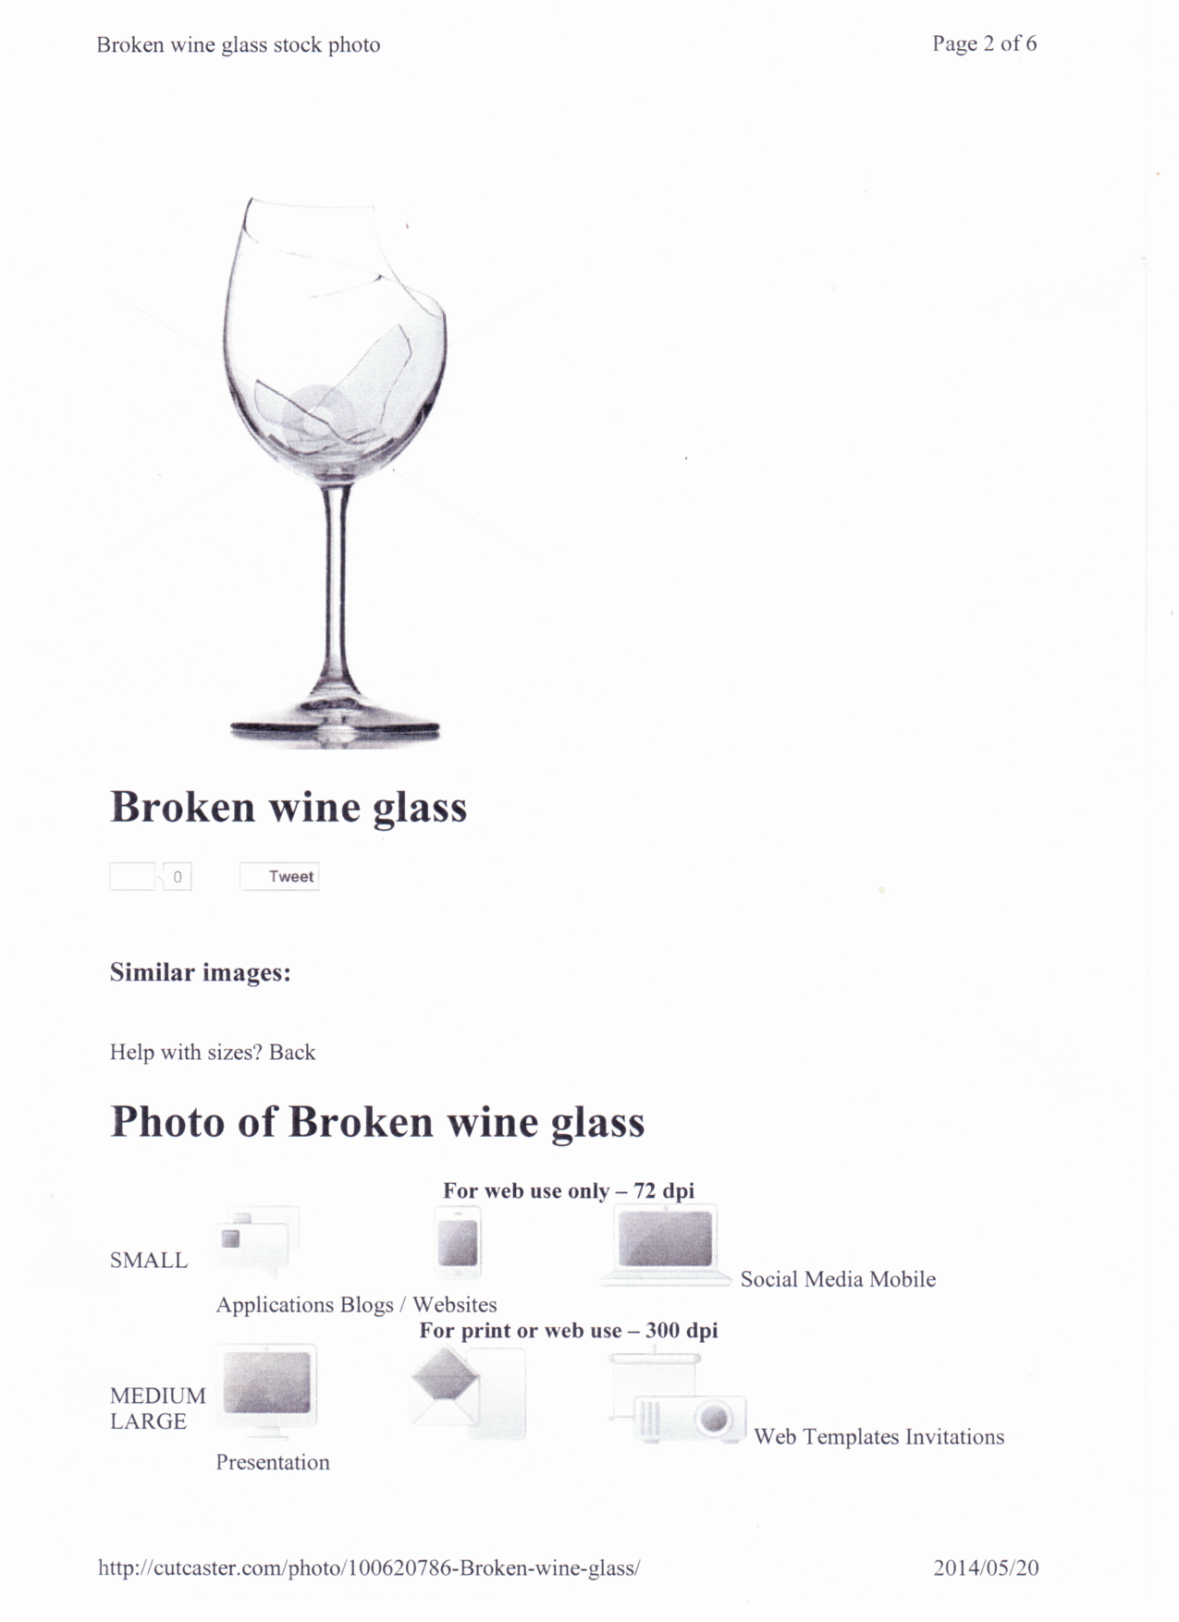 Broken wine glass stock photo
Page 2 of 6
Broken wine glass
0
Tweet
Similar images:
Help with sizes? Back
Photo of Broken wine glass
For web use only – 72 dpi
SMALL
Social Media Mobile
Applications Blogs / Websites
For print or web use – 300 dpi
MEDIUM
LARGE
Web Templates Invitations
Presentation
http://cutcaster.com/photo/100620786-Broken-wine-glass/
2014/05/20